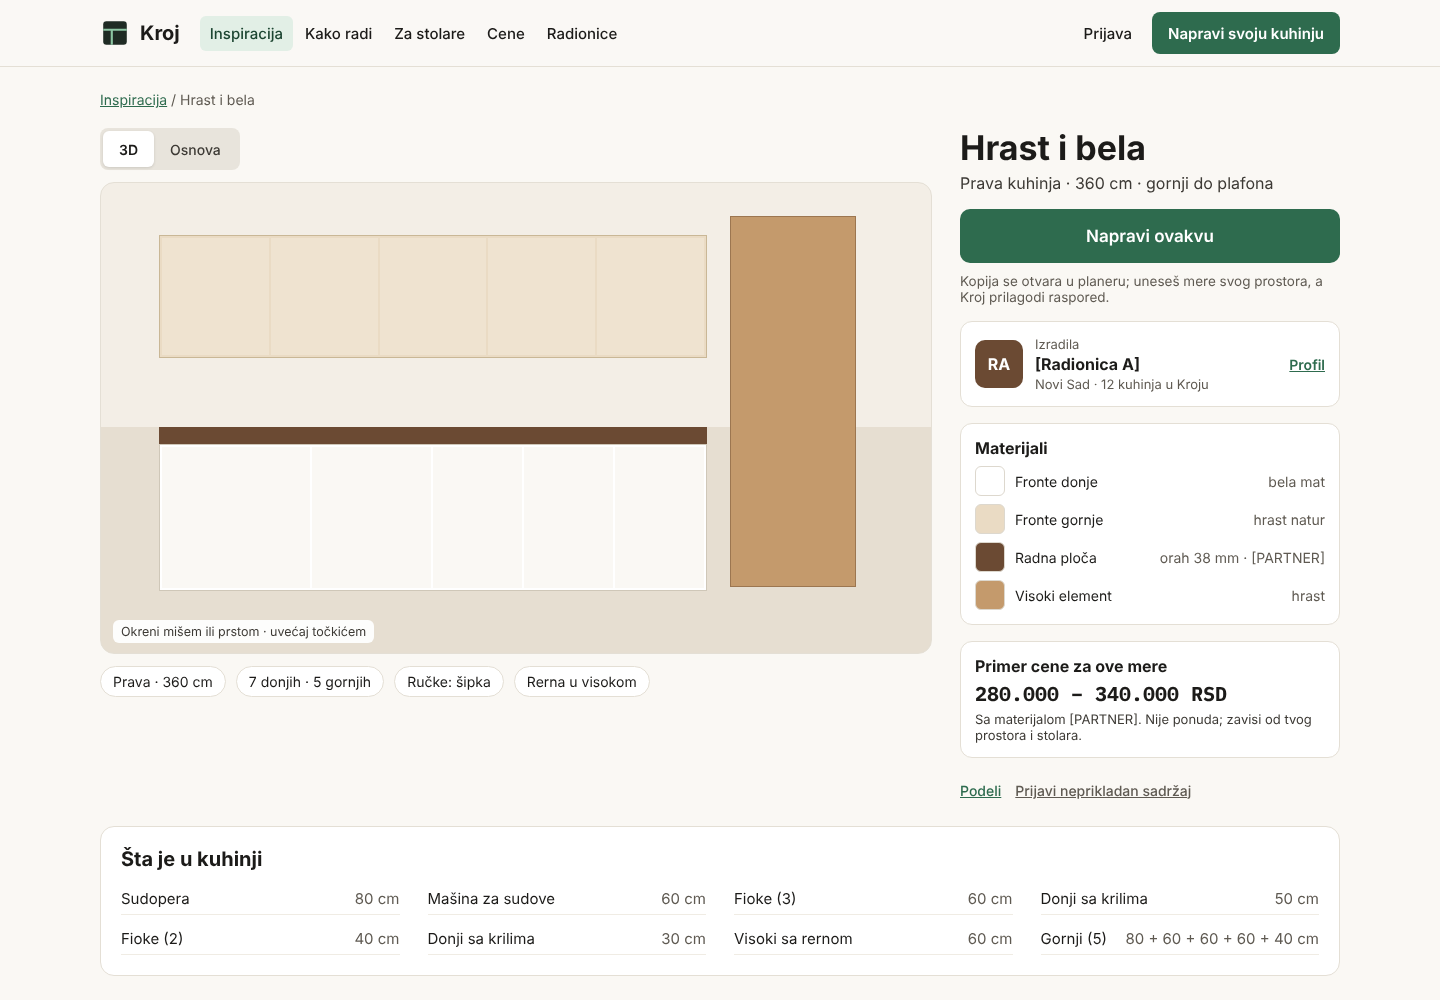 Kroj
Inspiracija
Kako radi
Za stolare
Cene
Radionice
Prijava
Napravi svoju kuhinju
Inspiracija / Hrast i bela
3D
Osnova
Okreni mišem ili prstom · uvećaj točkićem
Prava · 360 cm
7 donjih · 5 gornjih
Ručke: šipka
Rerna u visokom
Hrast i bela
Prava kuhinja · 360 cm · gornji do plafona
Napravi ovakvu
Kopija se otvara u planeru; uneseš mere svog prostora, a
Kroj prilagodi raspored.
RA
Izradila
[Radionica A]
Novi Sad · 12 kuhinja u Kroju
Profil
Materijali
Fronte donje bela mat
Fronte gornje hrast natur
Radna ploča orah 38 mm · [PARTNER]
Visoki element hrast
Primer cene za ove mere
280.000 – 340.000 RSD
Sa materijalom [PARTNER]. Nije ponuda; zavisi od tvog
prostora i stolara.
Podeli
Prijavi neprikladan sadržaj
Šta je u kuhinji
Sudopera 80 cm
Mašina za sudove 60 cm
Fioke (3) 60 cm
Donji sa krilima 50 cm
Fioke (2) 40 cm
Donji sa krilima 30 cm
Visoki sa rernom 60 cm
Gornji (5) 80 + 60 + 60 + 60 + 40 cm